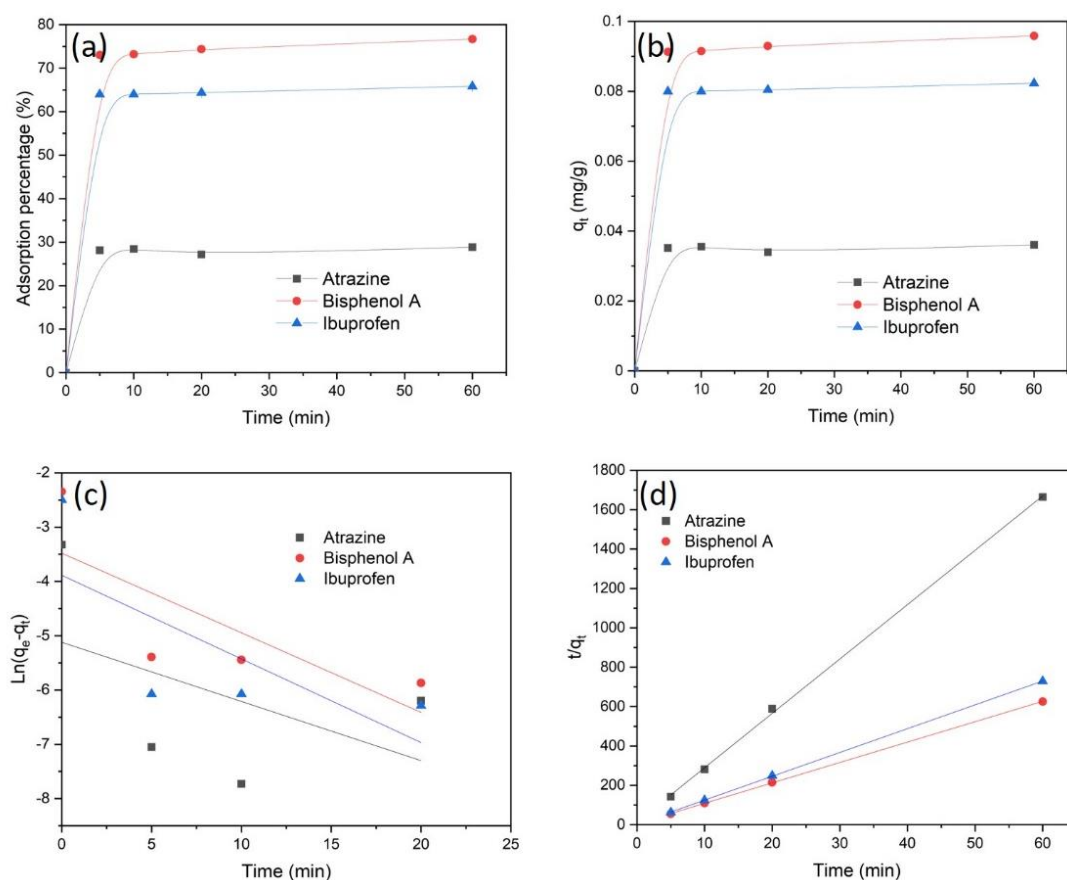 (a)
Adsorption percentage (%)
80
70
60
50
40
30
20
10
0
Atrazine
Bisphenol A
Ibuprofen
0 10 20 30 40 50 60
Time (min)
(b)
qt (mg/g)
0.1
0.08
0.06
0.04
0.02
0
Atrazine
Bisphenol A
Ibuprofen
0 10 20 30 40 50 60
Time (min)
(c)
Ln(qe-qt)
-2
-3
-4
-5
-6
-7
-8
Atrazine
Bisphenol A
Ibuprofen
0 5 10 15 20 25
Time (min)
(d)
t/qt
1800
1600
1400
1200
1000
800
600
400
200
0
Atrazine
Bisphenol A
Ibuprofen
0 10 20 30 40 50 60
Time (min)